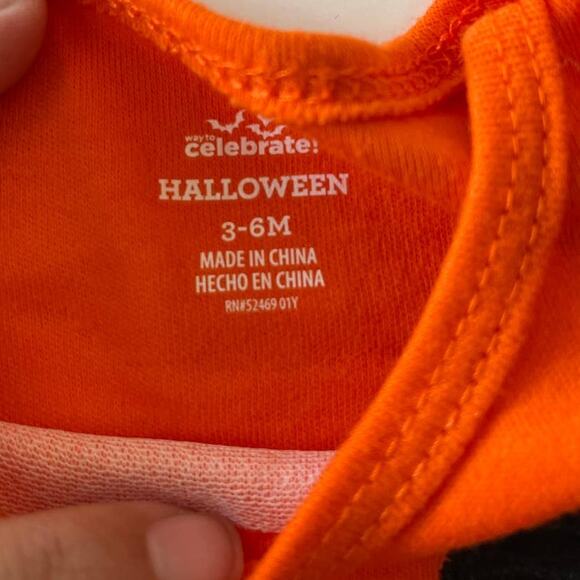 way to
celebrate!
HALLOWEEN
3-6M
MADE IN CHINA
HECHO EN CHINA
RN#52469 01Y